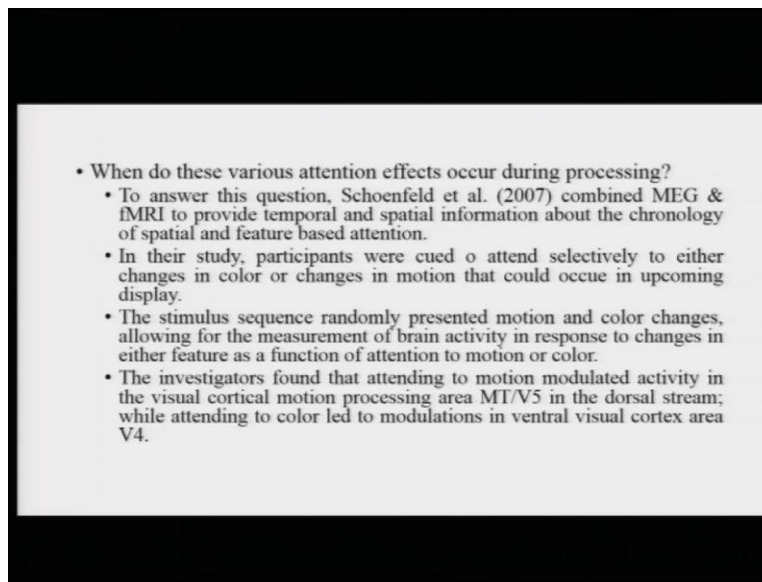 • When do these various attention effects occur during processing?
• To answer this question, Schoenfeld et al. (2007) combined MEG &
fMRI to provide temporal and spatial information about the chronology
of spatial and feature based attention.
• In their study, participants were cued o attend selectively to either
changes in color or changes in motion that could occue in upcoming
display.
• The stimulus sequence randomly presented motion and color changes,
allowing for the measurement of brain activity in response to changes in
either feature as a function of attention to motion or color.
• The investigators found that attending to motion modulated activity in
the visual cortical motion processing area MT/V5 in the dorsal stream;
while attending to color led to modulations in ventral visual cortex area
V4.